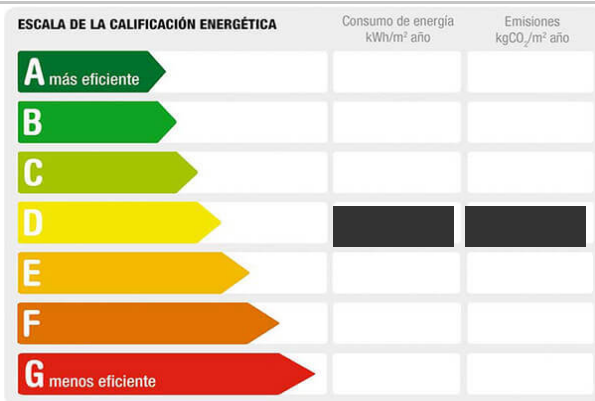 ESCALA DE LA CALIFICACIÓN ENERGÉTICA
Consumo de energía
kWh/m² año
Emisiones
kgCO₂/m² año
A más eficiente
B
C
D
E
F
G menos eficiente